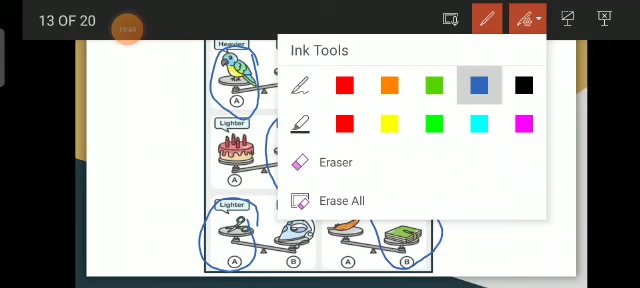 13 OF 20
Heavier
Ink Tools
A
Lighter
A
Eraser
Erase All
Lighter
A
B
A
B